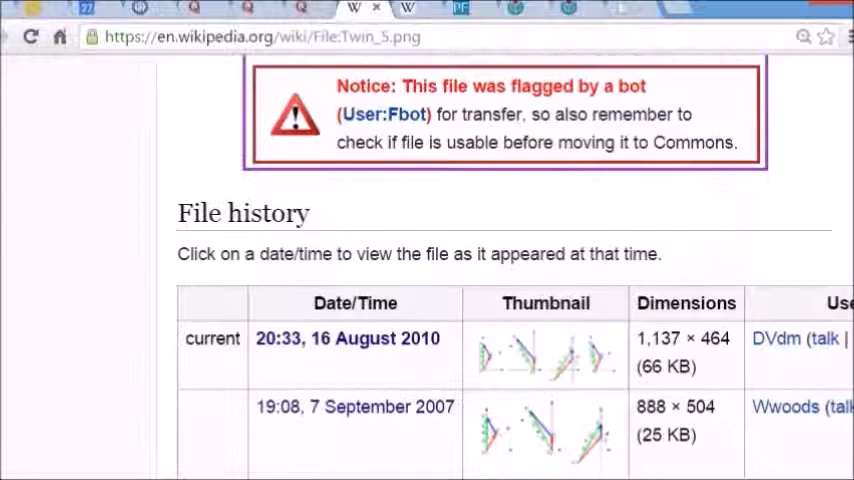 https://en.wikipedia.org/wiki/File:Twin_5.png
Notice: This file was flagged by a bot
(User:Fbot) for transfer, so also remember to
check if file is usable before moving it to Commons.
File history
Click on a date/time to view the file as it appeared at that time.
Date/Time Thumbnail Dimensions Use
current 20:33, 16 August 2010 1,137 × 464 DVdm (talk |
(66 KB)
19:08, 7 September 2007 888 × 504 Wwoods (talk
(25 KB)